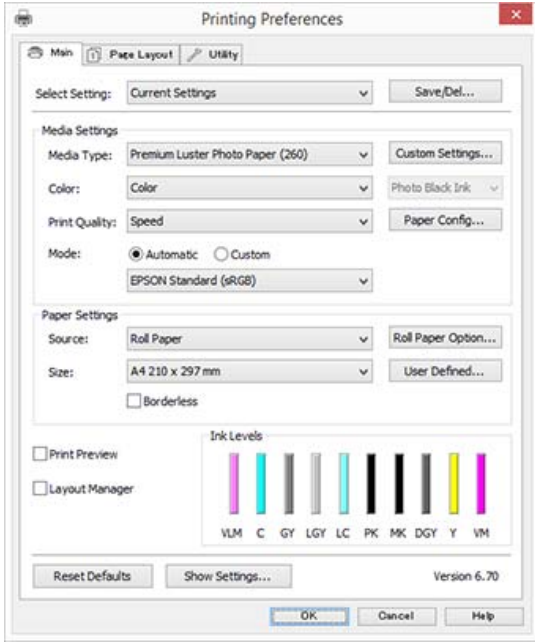 Printing Preferences
Main Page Layout Utility
Select Setting: Current Settings Save/Del...
Media Settings
Media Type: Premium Luster Photo Paper (260) Custom Settings...
Color: Color Photo Black Ink
Print Quality: Speed Paper Config...
Mode: Automatic Custom
EPSON Standard (sRGB)
Paper Settings
Source: Roll Paper Roll Paper Option...
Size: A4 210 x 297 mm User Defined...
Borderless
Ink Levels
Print Preview
Layout Manager
VLM C GY LGY LC PK MK DGY Y VM
Reset Defaults Show Settings... Version 6.70
OK Cancel Help